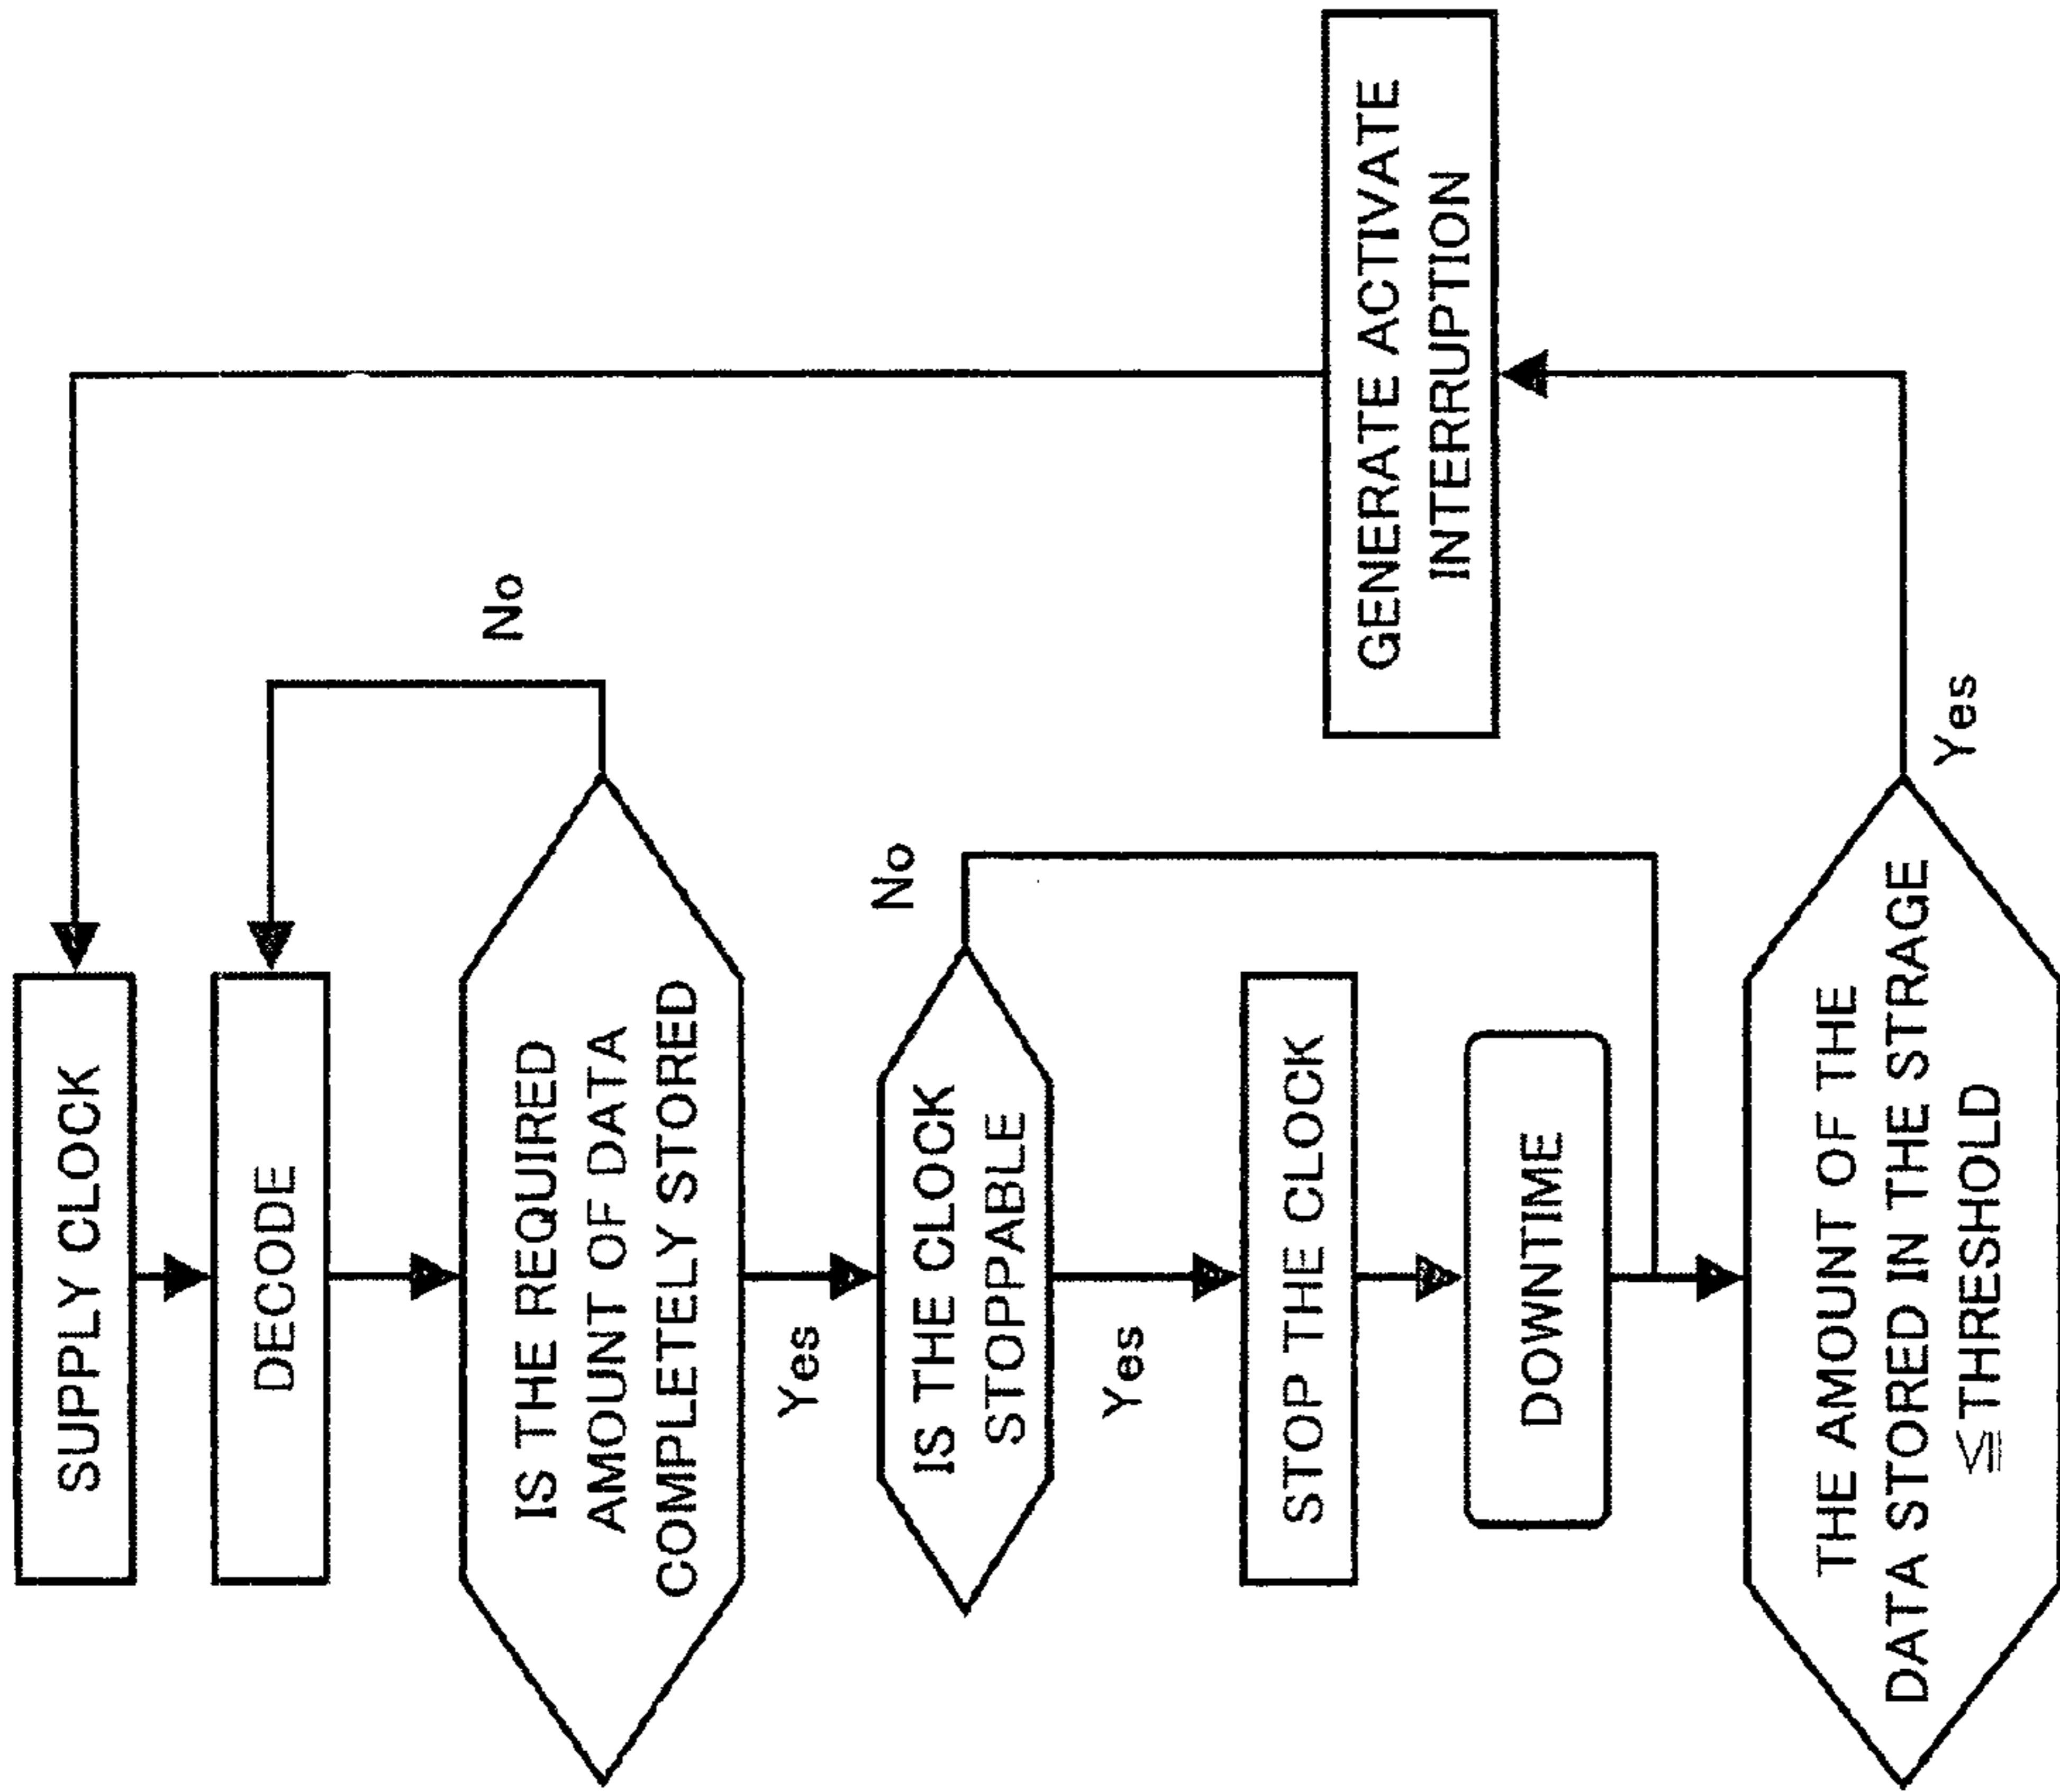 SUPPLY CLOCK
DECODE
IS THE REQUIRED
AMOUNT OF DATA
COMPLETELY STORED
No
Yes
IS THE CLOCK
STOPPABLE
No
Yes
STOP THE CLOCK
DOWNTIME
THE AMOUNT OF THE
DATA STORED IN THE STRAGE
≦THRESHOLD
Yes
GENERATE ACTIVATE
INTERRUPTION